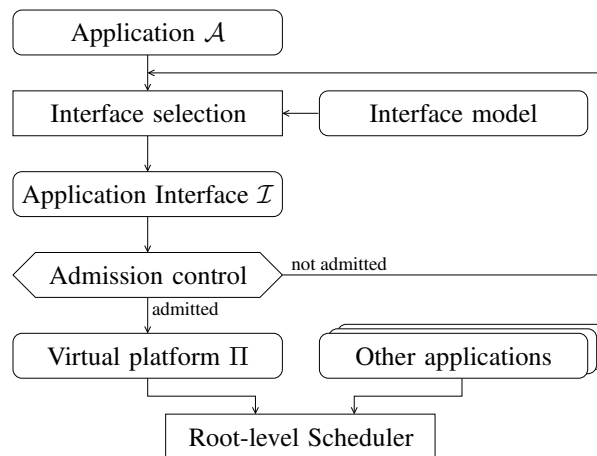 Application 𝒜
Interface selection
Interface model
Application Interface ℐ
Admission control
not admitted
admitted
Virtual platform Π
Other applications
Root-level Scheduler